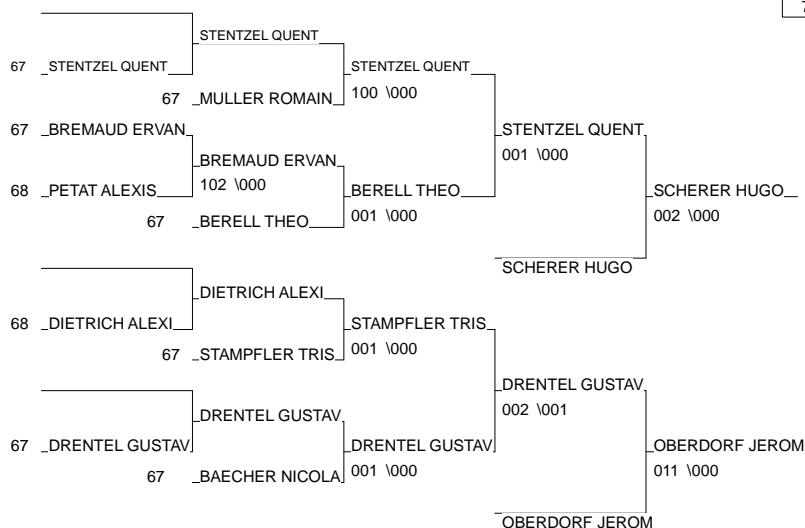 7
STENTZEL QUENT
67 STENTZEL QUENT
STENTZEL QUENT
67 MULLER ROMAIN
100 \000
67 BREMAUD ERVAN
STENTZEL QUENT
001 \000
BREMAUD ERVAN
102 \000
68 PETAT ALEXIS
BERELL THEO
SCHERER HUGO
001 \000
002 \000
67 BERELL THEO
SCHERER HUGO
DIETRICH ALEXI
68 DIETRICH ALEXI
STAMPFLER TRIS
001 \000
67 STAMPFLER TRIS
DRENTEL GUSTAV
002 \001
DRENTEL GUSTAV
67 DRENTEL GUSTAV
DRENTEL GUSTAV
OBERDORF JEROM
001 \000
011 \000
67 BAECHER NICOLA
OBERDORF JEROM